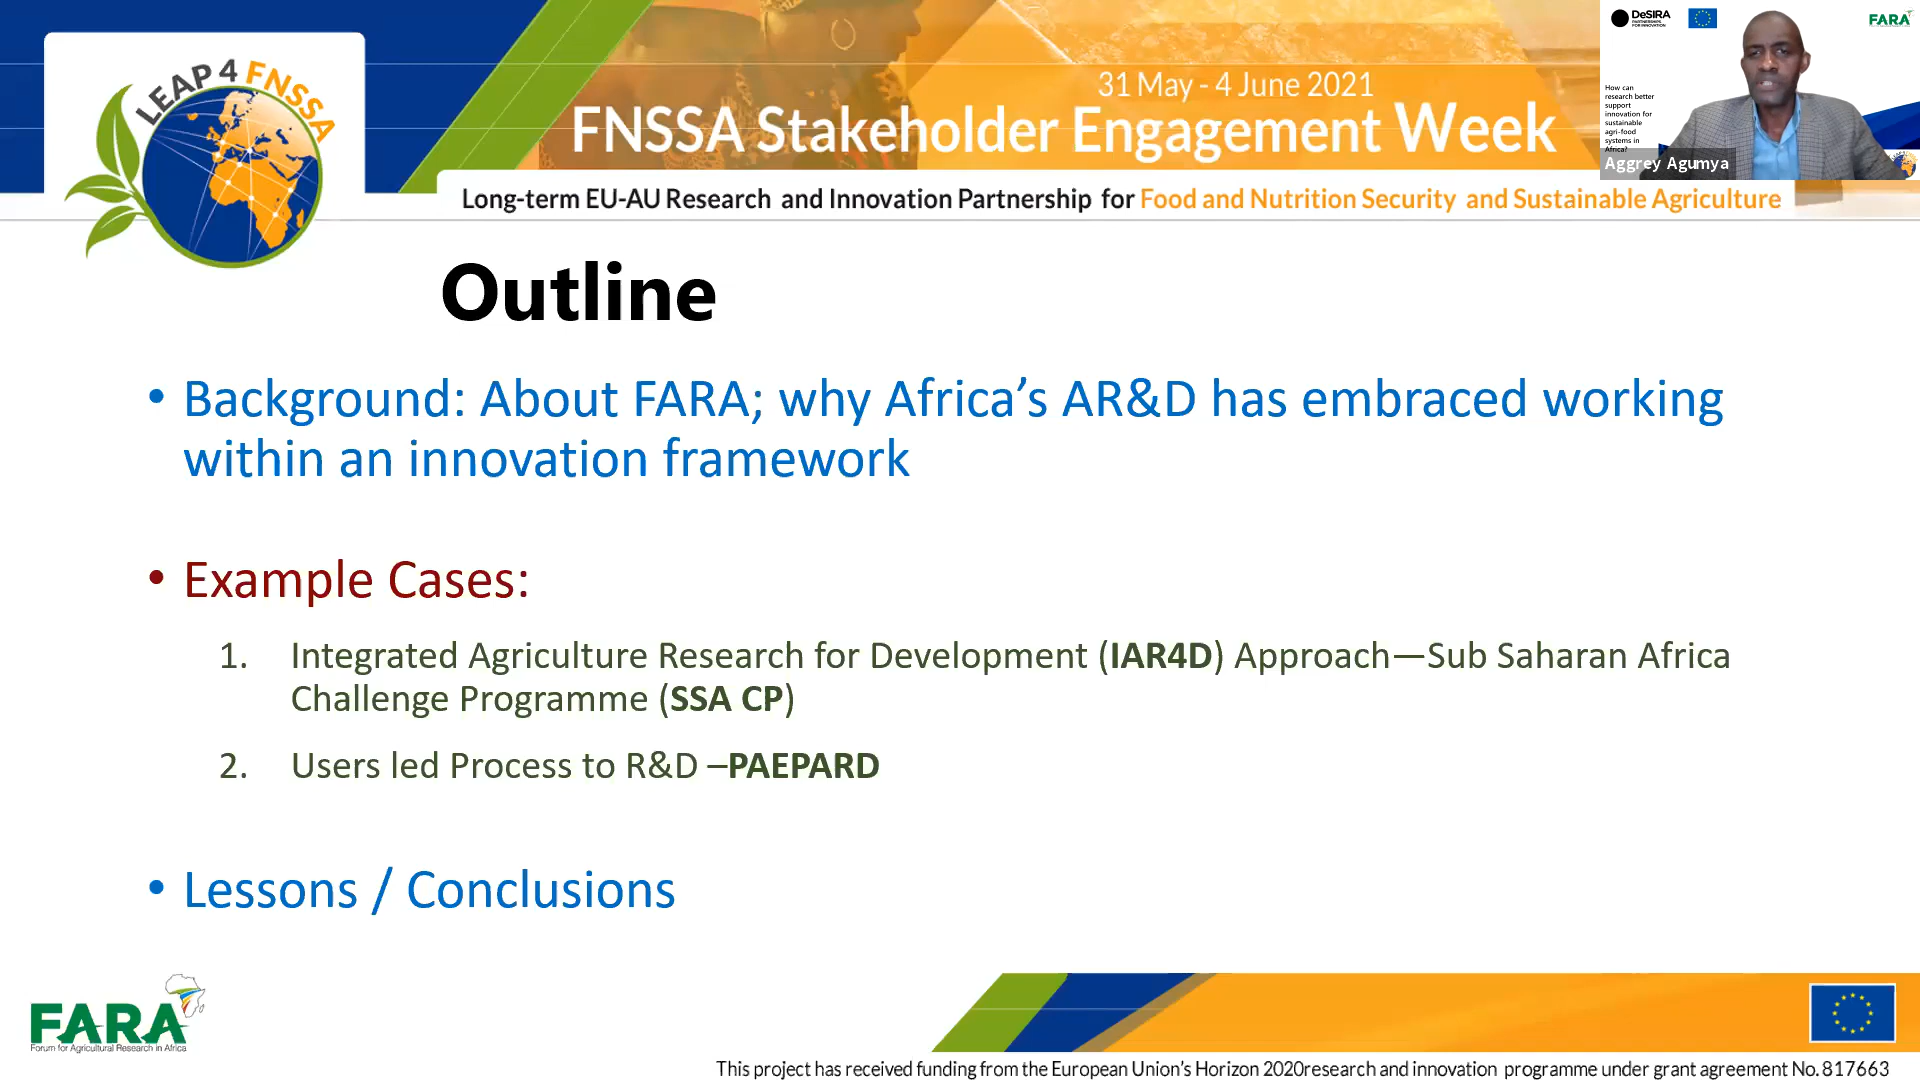 LEAP 4 FNSSA
31 May - 4 June 2021
FNSSA Stakeholder Engagement Week
Long-term EU-AU Research and Innovation Partnership for Food and Nutrition Security and Sustainable Agriculture
DeSIRA
PARTNERSHIPS
FOR INNOVATION
FARA
How can
research better
support
innovation for
sustainable
agri-food
systems in
Africa?
Aggrey Agumya
Outline
• Background: About FARA; why Africa’s AR&D has embraced working
within an innovation framework
• Example Cases:
1. Integrated Agriculture Research for Development (IAR4D) Approach—Sub Saharan Africa
Challenge Programme (SSA CP)
2. Users led Process to R&D –PAEPARD
• Lessons / Conclusions
FARA
Forum for Agricultural Research in Africa
This project has received funding from the European Union’s Horizon 2020research and innovation programme under grant agreement No. 817663